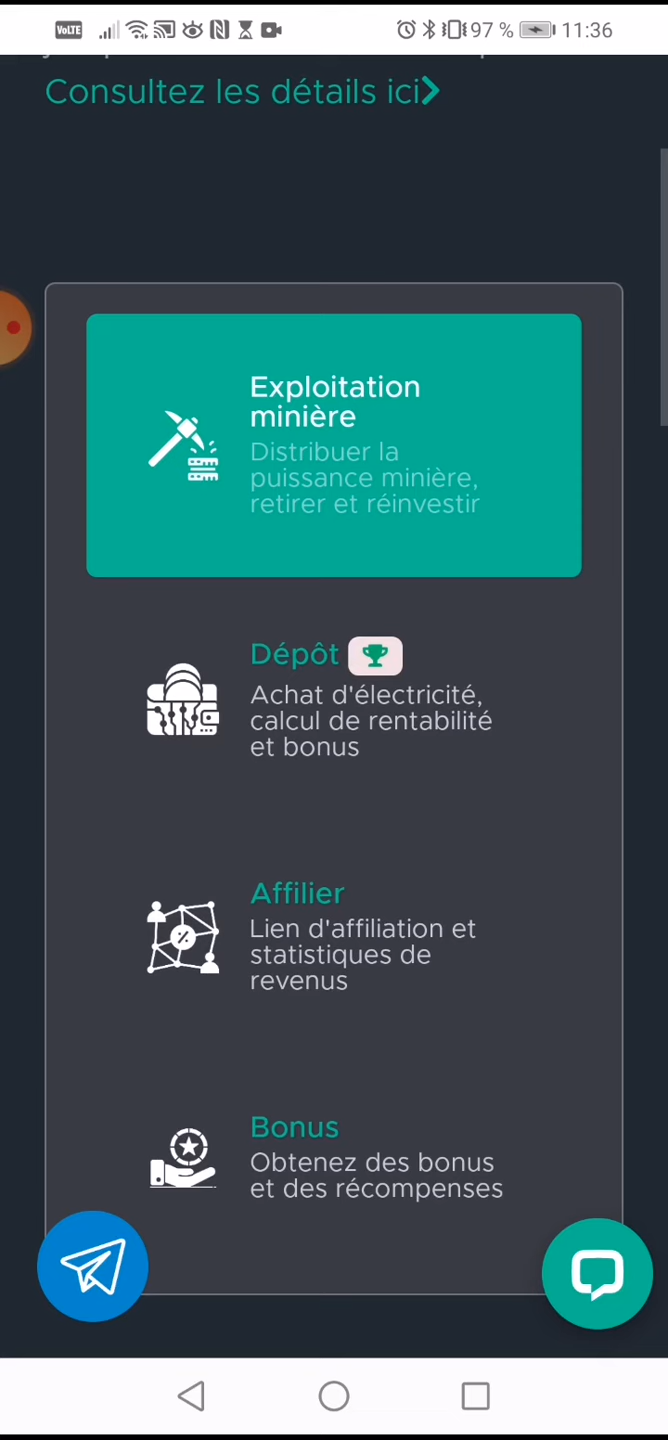 VoLTE
97 %
11:36
Consultez les détails ici
Exploitation
minière
Distribuer la
puissance minière,
retirer et réinvestir
Dépôt
Achat d'électricité,
calcul de rentabilité
et bonus
Affilier
Lien d'affiliation et
statistiques de
revenus
Bonus
Obtenez des bonus
et des récompenses